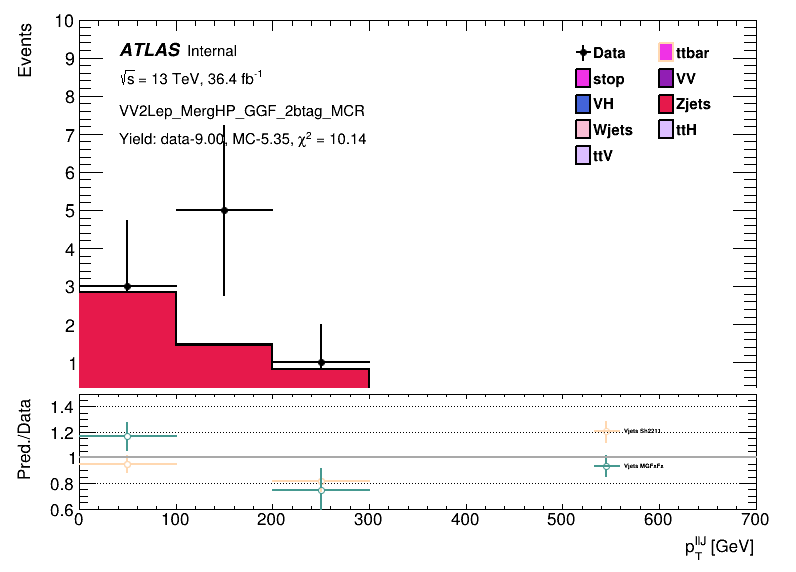 Events
10
9
8
7
6
5
4
3
2
1
ATLAS Internal
√s = 13 TeV, 36.4 fb⁻¹
VV2Lep_MergHP_GGF_2btag_MCR
Yield: data-9.00, MC-5.35, χ² = 10.14
Data
ttbar
stop
VV
VH
Zjets
Wjets
ttH
ttV
Pred./Data
1.4
1.2
1
0.8
0.6
Vjets Sh2211
Vjets MGFxFx
0 100 200 300 400 500 600 700
p_T^{llJ} [GeV]